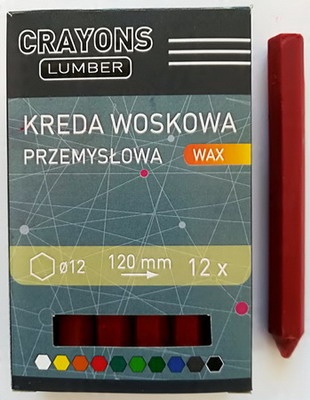 CRAYONS
LUMBER
KREDA WOSKOWA
PRZEMYSŁOWA WAX
ø12 120 mm 12 x